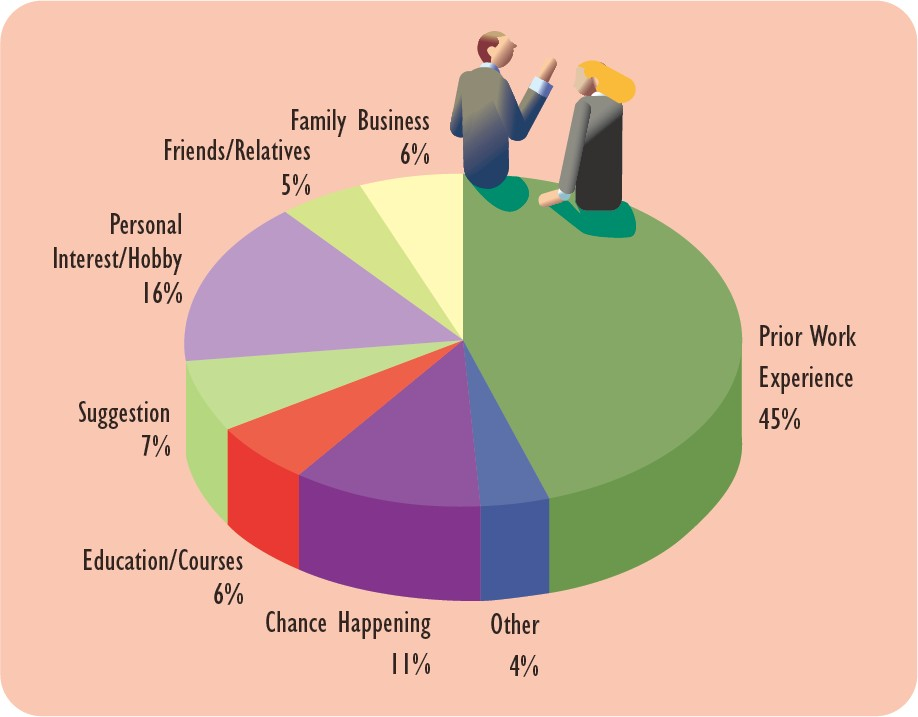 Family Business
6%
Friends/Relatives
5%
Personal
Interest/Hobby
16%
Prior Work
Experience
45%
Suggestion
7%
Education/Courses
6%
Chance Happening
11%
Other
4%